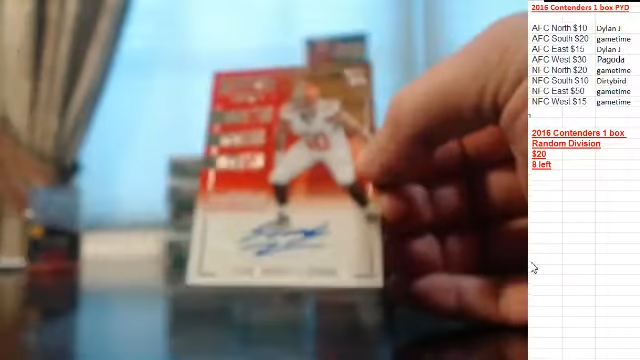 2016 Contenders 1 box PYD
AFC North $10 Dylan J
AFC South $20 gametime
AFC East $15 Dylan J
AFC West $30 Pagoda
NFC North $20 gametime
NFC South $10 Dirtybird
NFC East $50 gametime
NFC West $15 gametime
2016 Contenders 1 box
Random Division
$20
8 left